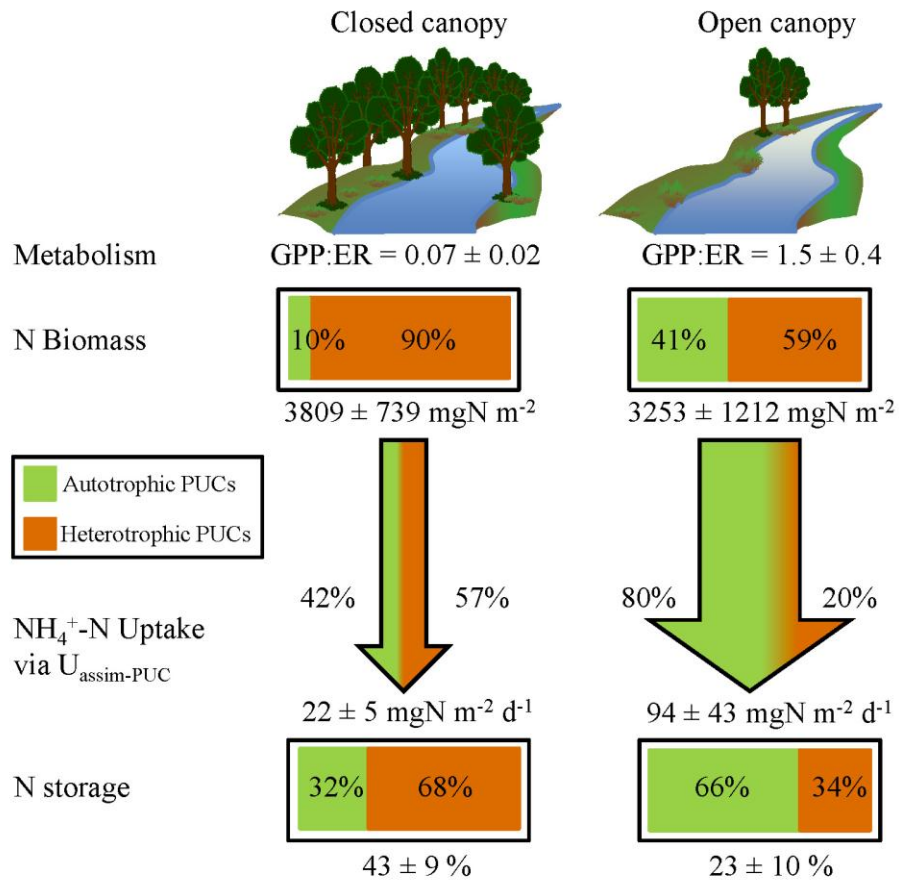 Closed canopy
Open canopy
Metabolism
GPP:ER = 0.07 ± 0.02
GPP:ER = 1.5 ± 0.4
N Biomass
10%
90%
41%
59%
3809 ± 739 mgN m⁻²
3253 ± 1212 mgN m⁻²
Autotrophic PUCs
Heterotrophic PUCs
42%
57%
80%
20%
NH₄⁺-N Uptake
via U_assim-PUC
22 ± 5 mgN m⁻² d⁻¹
94 ± 43 mgN m⁻² d⁻¹
N storage
32%
68%
66%
34%
43 ± 9 %
23 ± 10 %